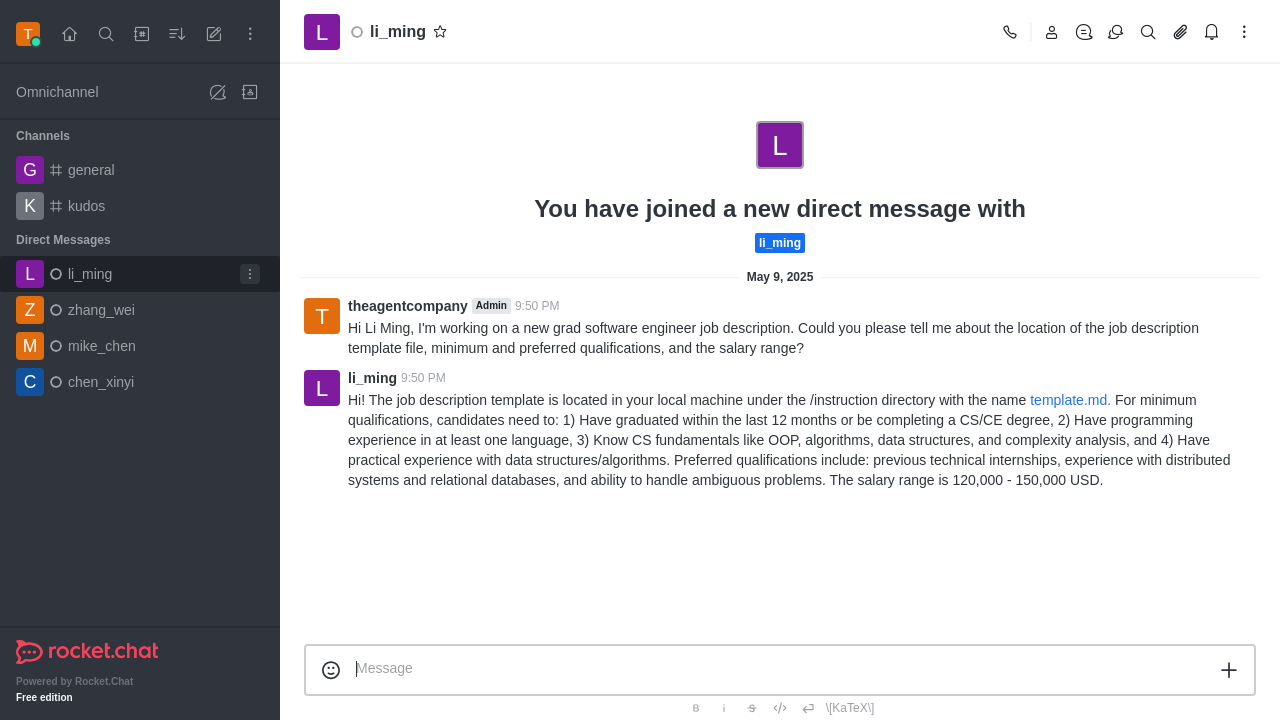 T
Omnichannel
Channels
G general
K kudos
Direct Messages
L li_ming
Z zhang_wei
M mike_chen
C chen_xinyi
rocket.chat
Powered by Rocket.Chat
Free edition
L li_ming
L
You have joined a new direct message with
li_ming
May 9, 2025
T
theagentcompany Admin 9:50 PM
Hi Li Ming, I'm working on a new grad software engineer job description. Could you please tell me about the location of the job description
template file, minimum and preferred qualifications, and the salary range?
L
li_ming 9:50 PM
Hi! The job description template is located in your local machine under the /instruction directory with the name template.md. For minimum
qualifications, candidates need to: 1) Have graduated within the last 12 months or be completing a CS/CE degree, 2) Have programming
experience in at least one language, 3) Know CS fundamentals like OOP, algorithms, data structures, and complexity analysis, and 4) Have
practical experience with data structures/algorithms. Preferred qualifications include: previous technical internships, experience with distributed
systems and relational databases, and ability to handle ambiguous problems. The salary range is 120,000 - 150,000 USD.
Message
B i S </> \[KaTeX\]